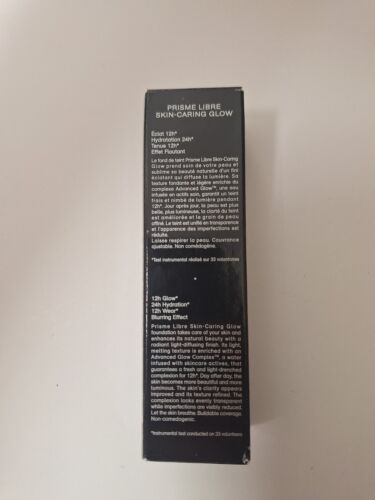 PRISME LIBRE
SKIN-CARING GLOW
Éclat 12h*
Hydratation 24h*
Tenue 12h*
Effet Floutant
Le fond de teint Prisme Libre Skin-Caring
Glow prend soin de votre peau et
sublime sa beauté naturelle d'un fini
éclatant qui diffuse la lumière. Sa
texture fondante et légère enrichie du
complexe Advanced Glow™, une eau
infusée en actifs soin, garantit un teint
frais et nimbé de lumière pendant
12h*. Jour après jour, la peau est plus
belle, plus lumineuse, la clarté du teint
est améliorée et le grain de peau
affiné. Le teint est unifié en transparence
et l'apparence des imperfections est
réduite.
Laisse respirer la peau. Couvrance
ajustable. Non comédogène.
*Test instrumental réalisé sur 33 volontaires
12h Glow*
24h Hydration*
12h Wear*
Blurring Effect
Prisme Libre Skin-Caring Glow
foundation takes care of your skin and
enhances its natural beauty with a
radiant light-diffusing finish. Its light,
melting texture is enriched with an
Advanced Glow Complex™, a water
infused with skincare actives, that
guarantees a fresh and light-drenched
complexion for 12h*. Day after day, the
skin becomes more beautiful and more
luminous. The skin's clarity appears
improved and its texture refined. The
complexion looks evenly transparent
while imperfections are visibly reduced.
Let the skin breathe. Buildable coverage.
Non-comedogenic.
*Instrumental test conducted on 33 volunteers